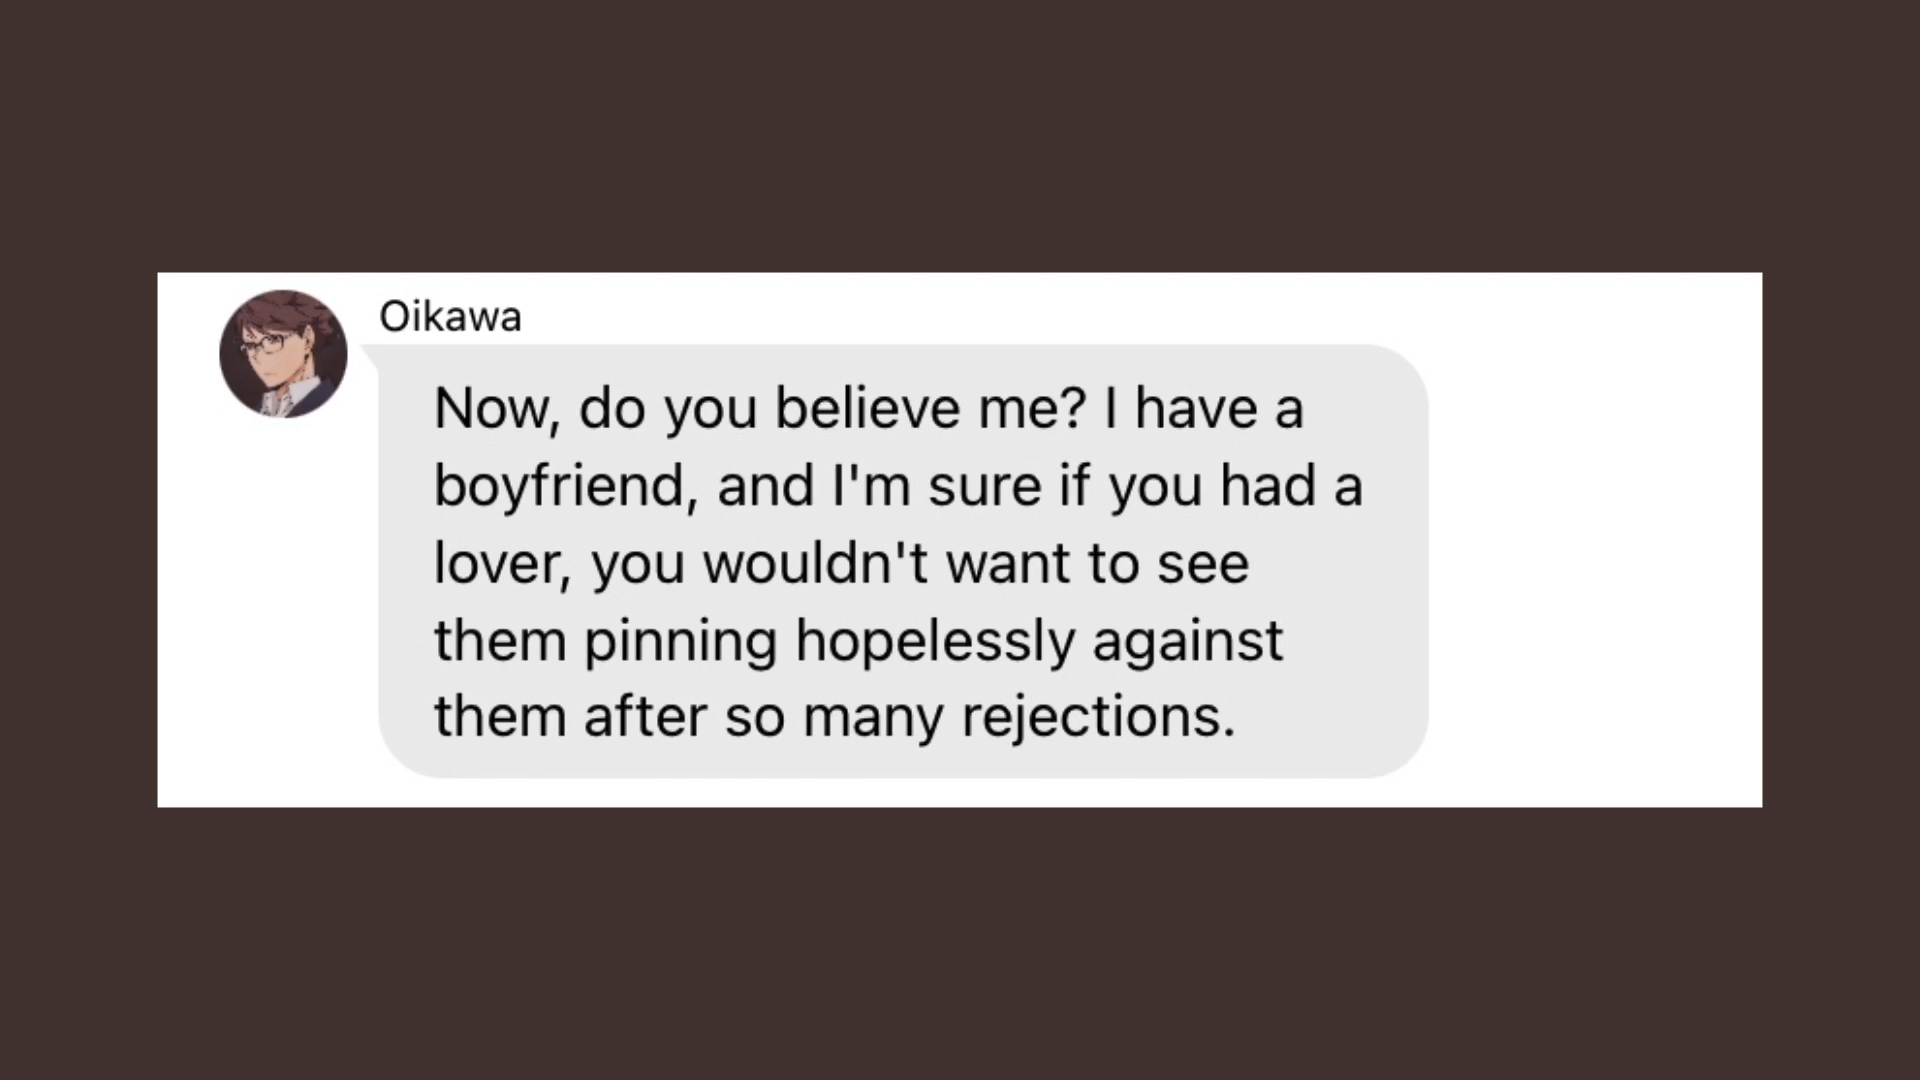 Oikawa
Now, do you believe me? I have a
boyfriend, and I'm sure if you had a
lover, you wouldn't want to see
them pinning hopelessly against
them after so many rejections.